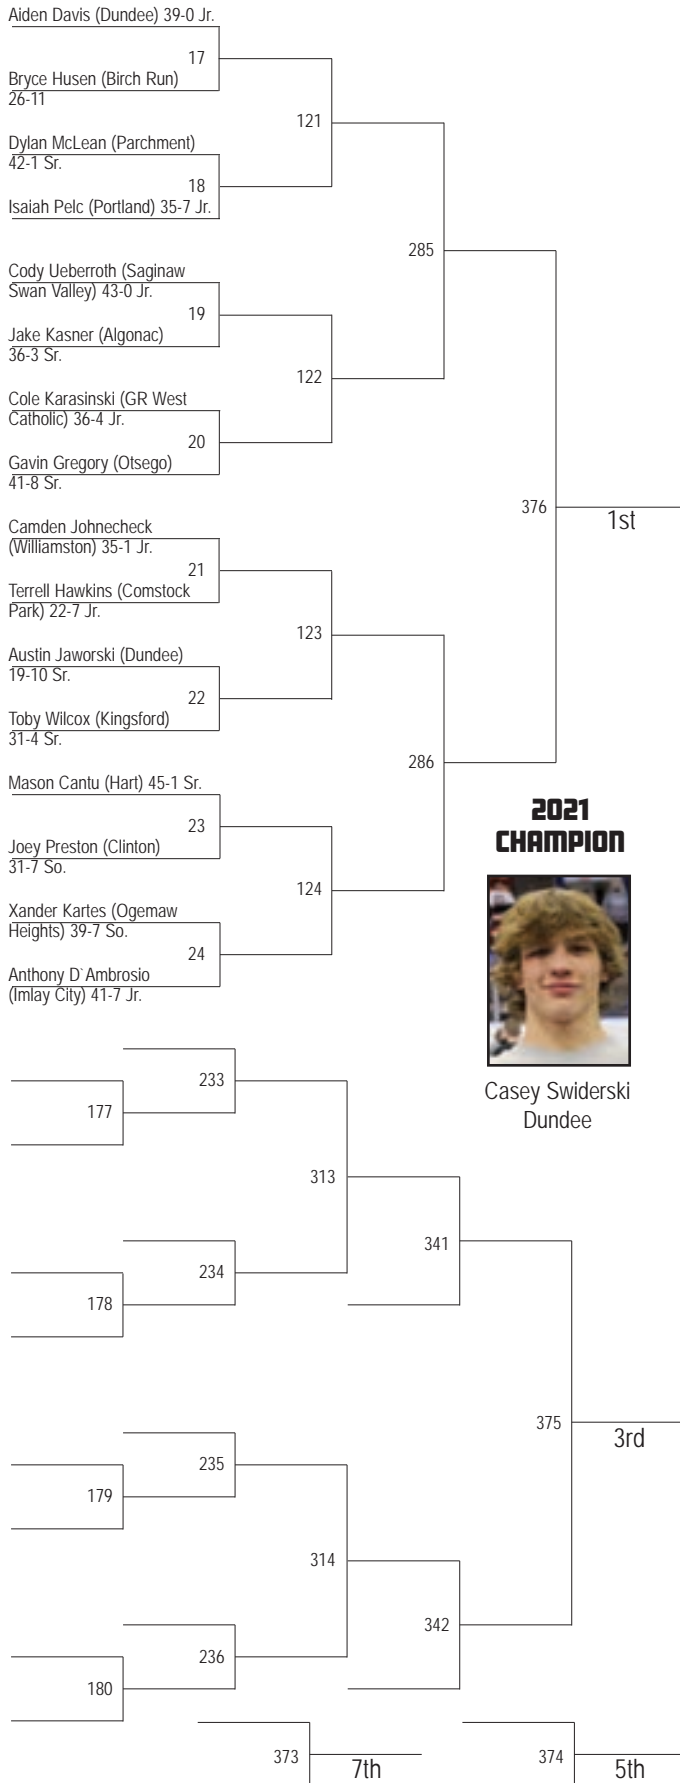 Aiden Davis (Dundee) 39-0 Jr.
17
Bryce Husen (Birch Run)
26-11
121
Dylan McLean (Parchment)
42-1 Sr.
18
Isaiah Pelc (Portland) 35-7 Jr.
285
Cody Ueberroth (Saginaw
Swan Valley) 43-0 Jr.
19
Jake Kasner (Algonac)
36-3 Sr.
122
Cole Karasinski (GR West
Catholic) 36-4 Jr.
20
Gavin Gregory (Otsego)
41-8 Sr.
376
1st
Camden Johnecheck
(Williamston) 35-1 Jr.
21
Terrell Hawkins (Comstock
Park) 22-7 Jr.
123
Austin Jaworski (Dundee)
19-10 Sr.
22
Toby Wilcox (Kingsford)
31-4 Sr.
286
Mason Cantu (Hart) 45-1 Sr.
23
Joey Preston (Clinton)
31-7 So.
124
Xander Kartes (Ogemaw
Heights) 39-7 So.
24
Anthony D`Ambrosio
(Imlay City) 41-7 Jr.
2021
CHAMPION
Casey Swiderski
Dundee
233
177
313
341
234
178
375
3rd
235
179
314
342
236
180
373
7th
374
5th